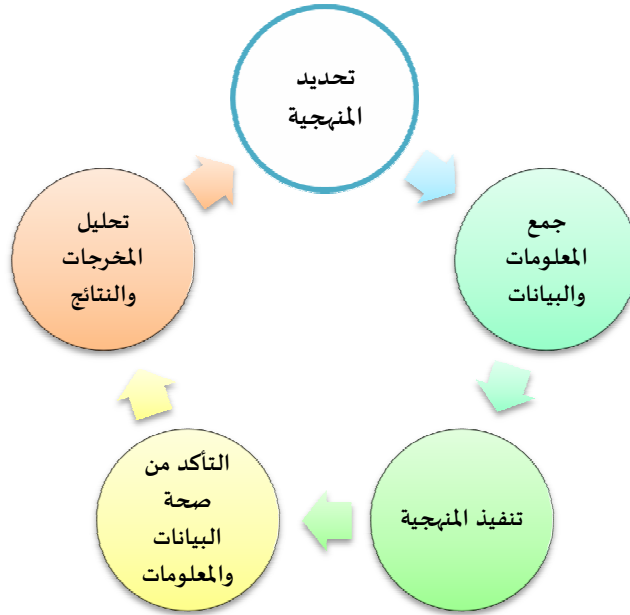 تحديد
المنهجية
جمع
المعلومات
والبيانات
تنفيذ المنهجية
التأكد من
صحة
البيانات
والمعلومات
تحليل
المخرجات
والنتائج